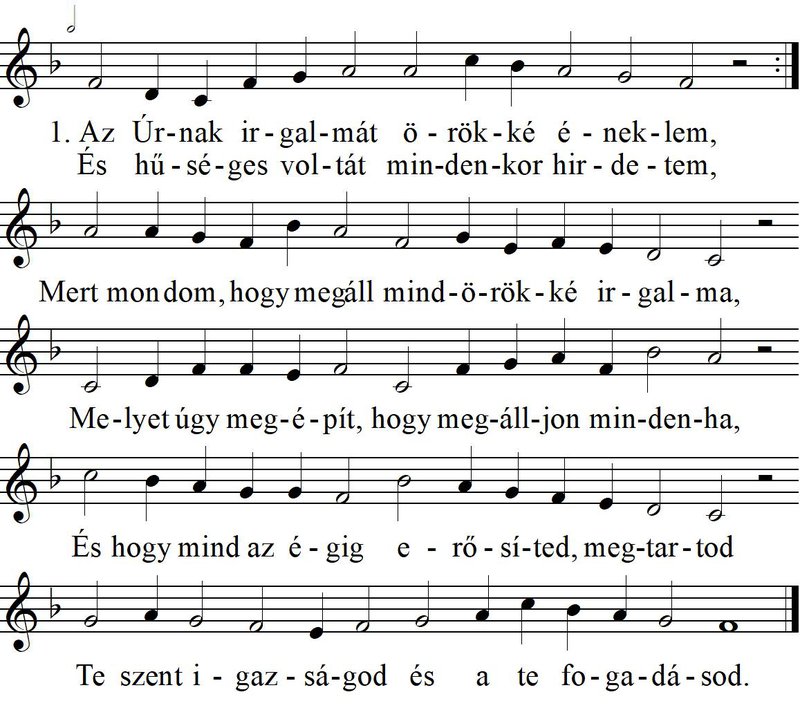 1. Az Úr-nak ir-gal-mát ö-rök-ké é-nek-lem,
És hű-sé-ges vol-tát min-den-kor hir-de-tem,
Mert mondom, hogy megáll mind-ö-rök-ké ir-gal-ma,
Me-lyet úgy meg-é-pít, hogy meg-áll-jon min-den-ha,
És hogy mind az é-gig e-rő-sí-ted, meg-tar-tod
Te szent i-gaz-sá-god és a te fo-ga-dá-sod.